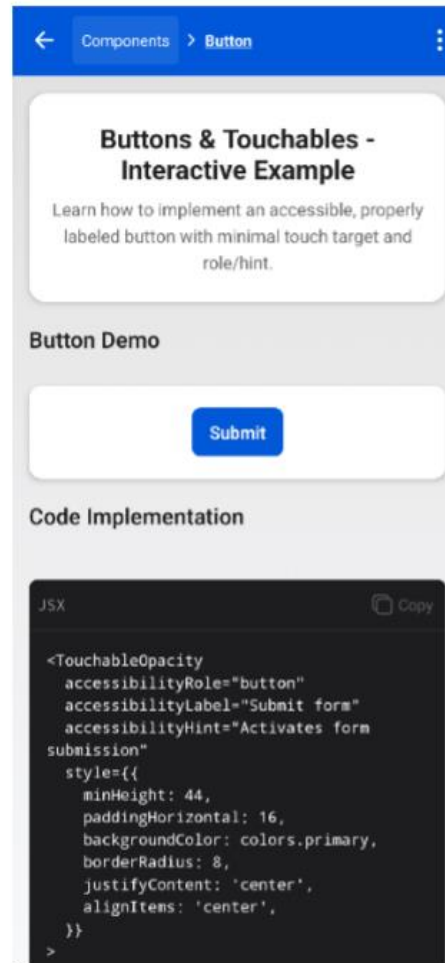 Components > Button
Buttons & Touchables -
Interactive Example
Learn how to implement an accessible, properly
labeled button with minimal touch target and
role/hint.
Button Demo
Submit
Code Implementation
JSX
Copy
<TouchableOpacity
accessibilityRole="button"
accessibilityLabel="Submit form"
accessibilityHint="Activates form
submission"
style={{
minHeight: 44,
paddingHorizontal: 16,
backgroundColor: colors.primary,
borderRadius: 8,
justifyContent: 'center',
alignItems: 'center',
}}
>